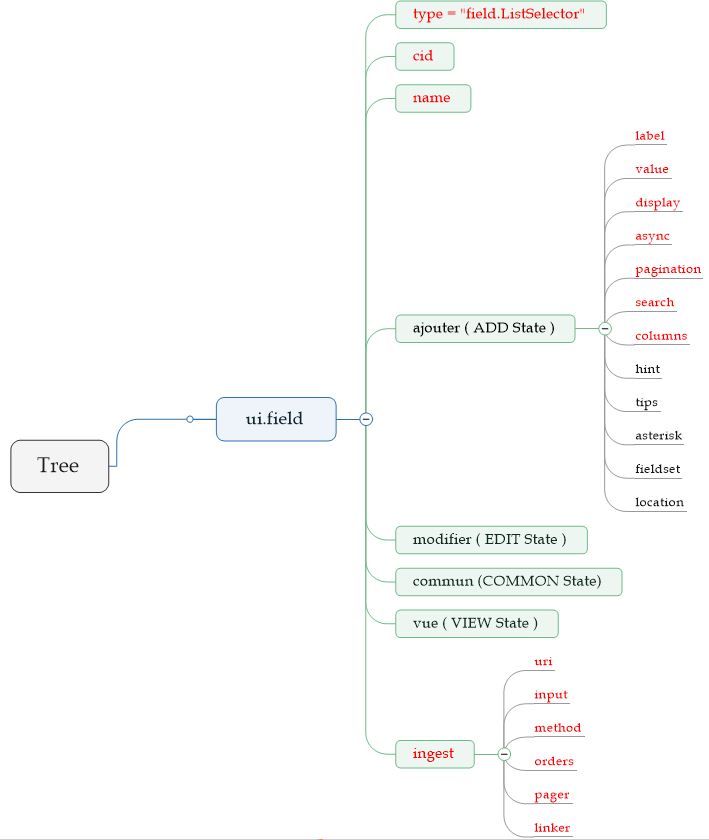 type = "field.ListSelector"
cid
name
label
value
display
async
pagination
search
columns
hint
tips
asterisk
fieldset
location
ajouter ( ADD State )
ui.field
Tree
modifier ( EDIT State )
commun (COMMON State)
vue ( VIEW State )
ingest
uri
input
method
orders
pager
linker